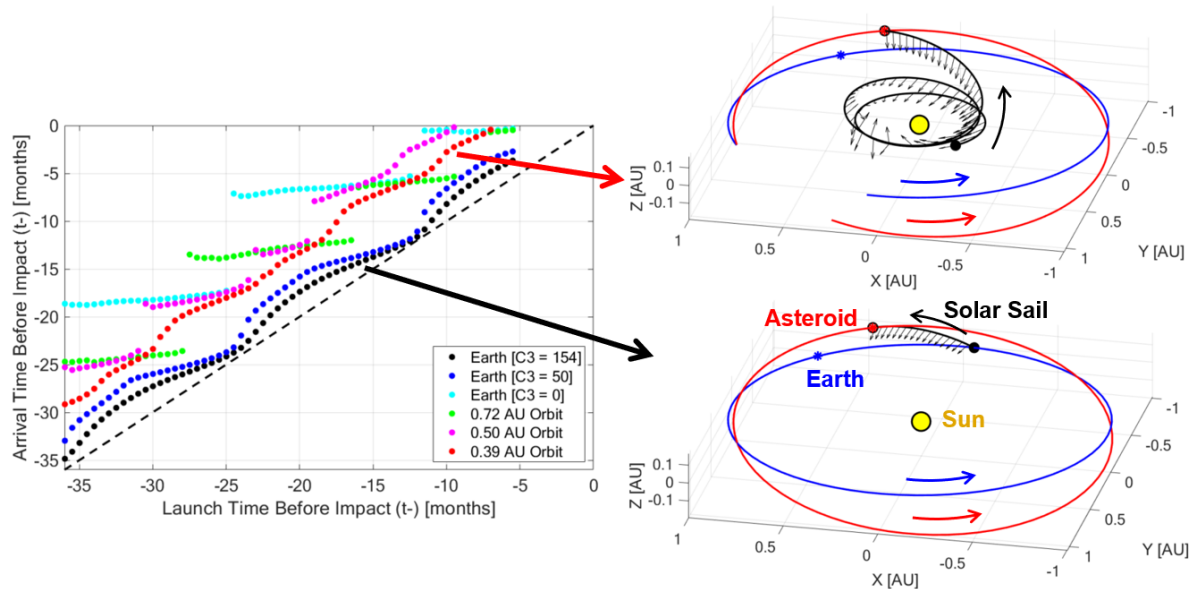 Arrival Time Before Impact (t-) [months]
0
-5
-10
-15
-20
-25
-30
-35
-35
-30
-25
-20
-15
-10
-5
0
Launch Time Before Impact (t-) [months]
Earth [C3 = 154]
Earth [C3 = 50]
Earth [C3 = 0]
0.72 AU Orbit
0.50 AU Orbit
0.39 AU Orbit
Z [AU]
0.1
0
-0.1
1
0.5
0
-0.5
-1
X [AU]
-1
-0.5
0
0.5
1
Y [AU]
Asteroid
Solar Sail
Earth
Sun
Z [AU]
0.1
0
-0.1
1
0.5
0
-0.5
-1
X [AU]
-1
-0.5
0
0.5
1
Y [AU]